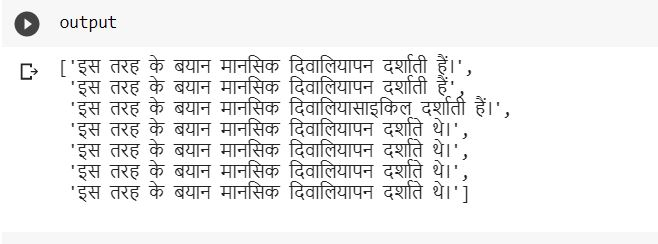 output
['इस तरह के बयान मानसिक दिवालियापन दर्शाती हैं।',
'इस तरह के बयान मानसिक दिवालियापन दर्शाती हैं',
'इस तरह के बयान मानसिक दिवालियासाइकिल दर्शाती हैं।',
'इस तरह के बयान मानसिक दिवालियापन दर्शाते थे।',
'इस तरह के बयान मानसिक दिवालियापन दर्शाते थे।',
'इस तरह के बयान मानसिक दिवालियापन दर्शाते थे।',
'इस तरह के बयान मानसिक दिवालियापन दर्शाते थे।']